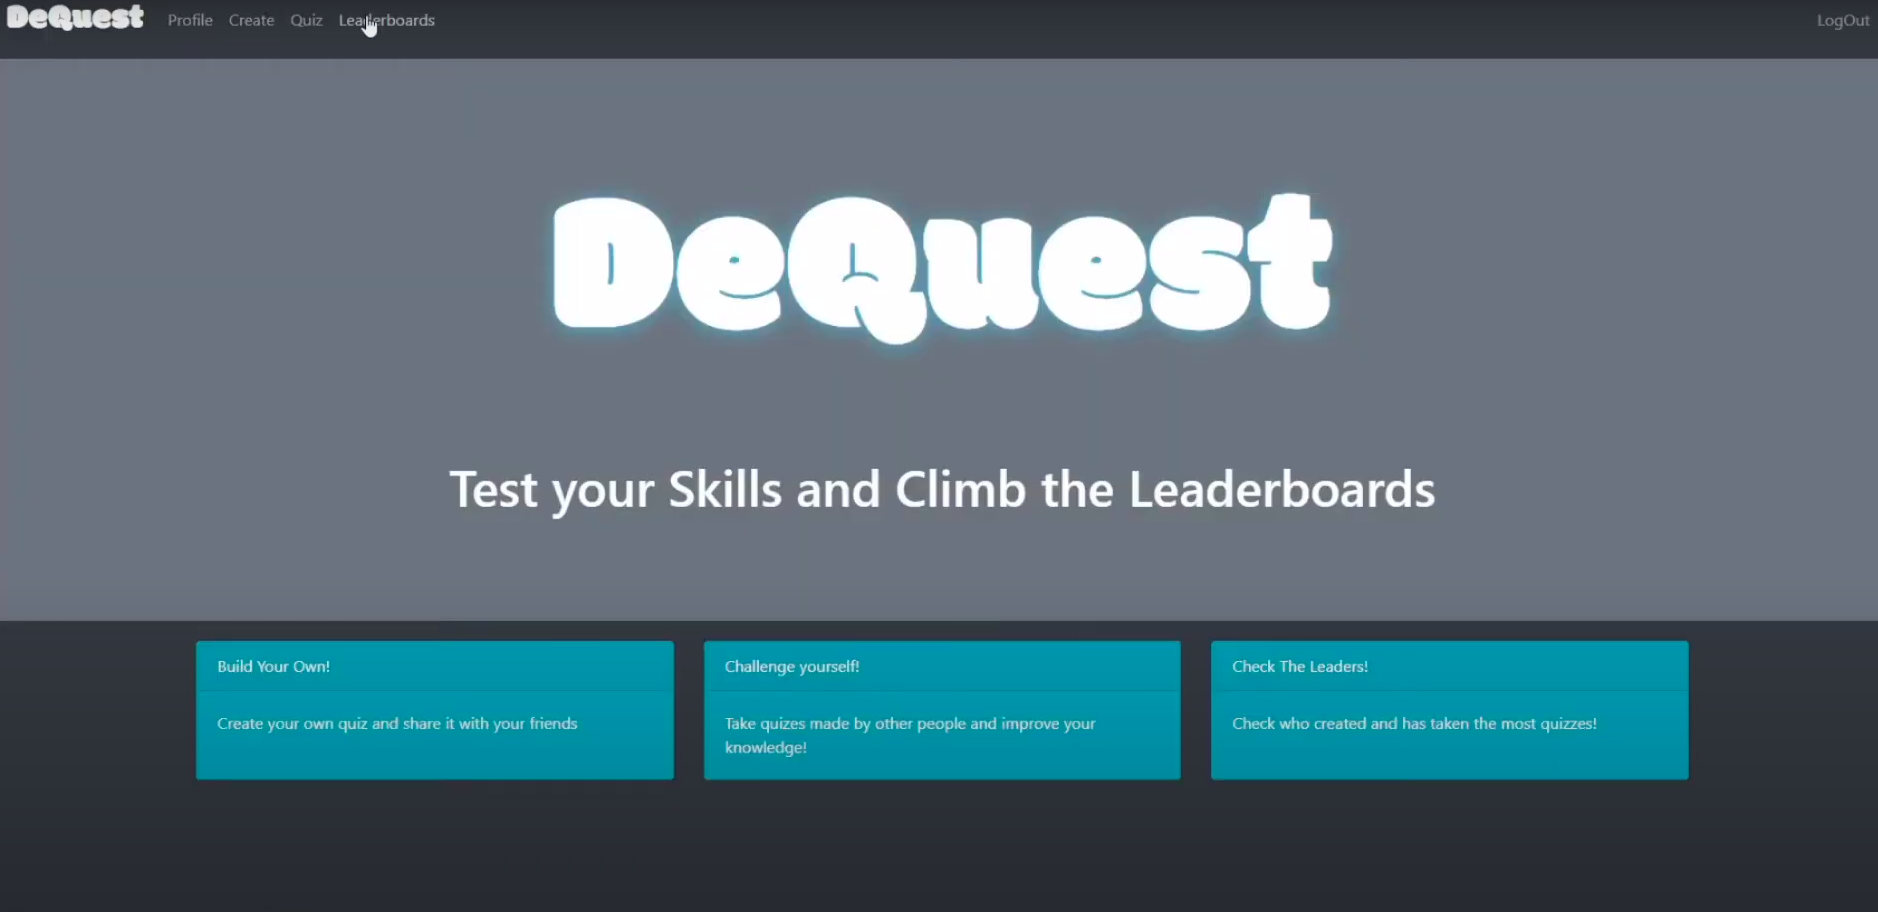 DeQuest Profile Create Quiz Leaderboards LogOut
DeQuest
Test your Skills and Climb the Leaderboards
Build Your Own!
Create your own quiz and share it with your friends
Challenge yourself!
Take quizes made by other people and improve your
knowledge!
Check The Leaders!
Check who created and has taken the most quizzes!